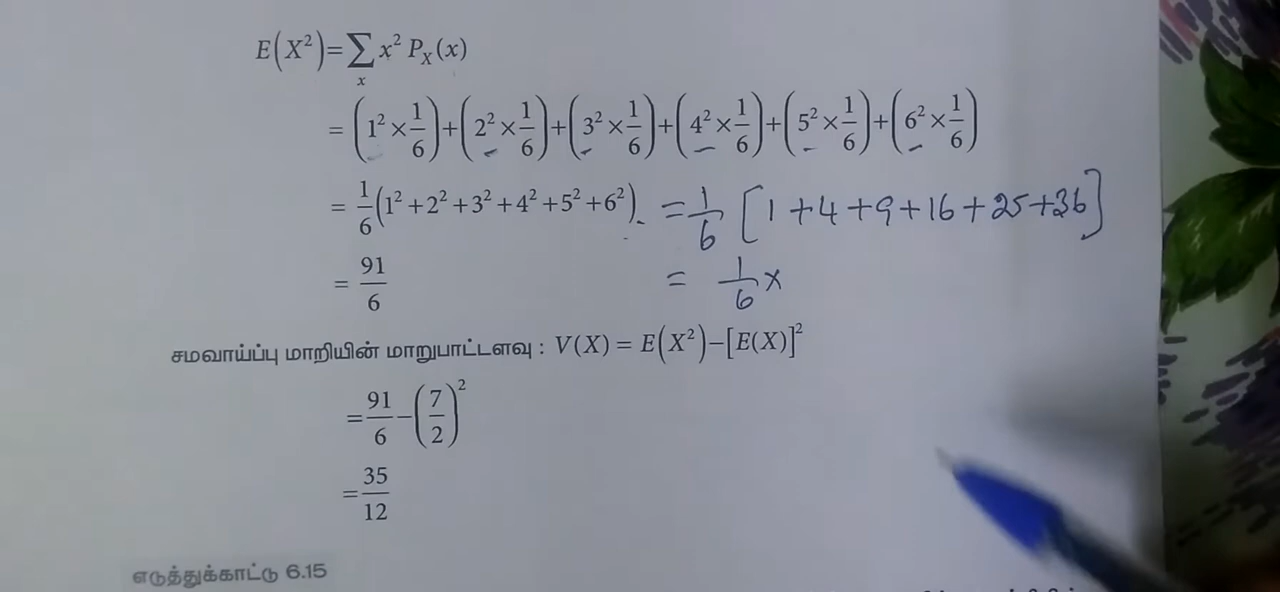 E(X²)=∑ₓ x² P_X(x)
= (1²×1/6)+(2²×1/6)+(3²×1/6)+(4²×1/6)+(5²×1/6)+(6²×1/6)
= 1/6(1²+2²+3²+4²+5²+6²) = 1/6 [1+4+9+16+25+36]
= 91/6 = 1/6 ×
சமவாய்ப்பு மாறியின் மாறுபாட்டளவு : V(X) = E(X²)−[E(X)]²
= 91/6 − (7/2)²
= 35/12
எடுத்துக்காட்டு 6.15